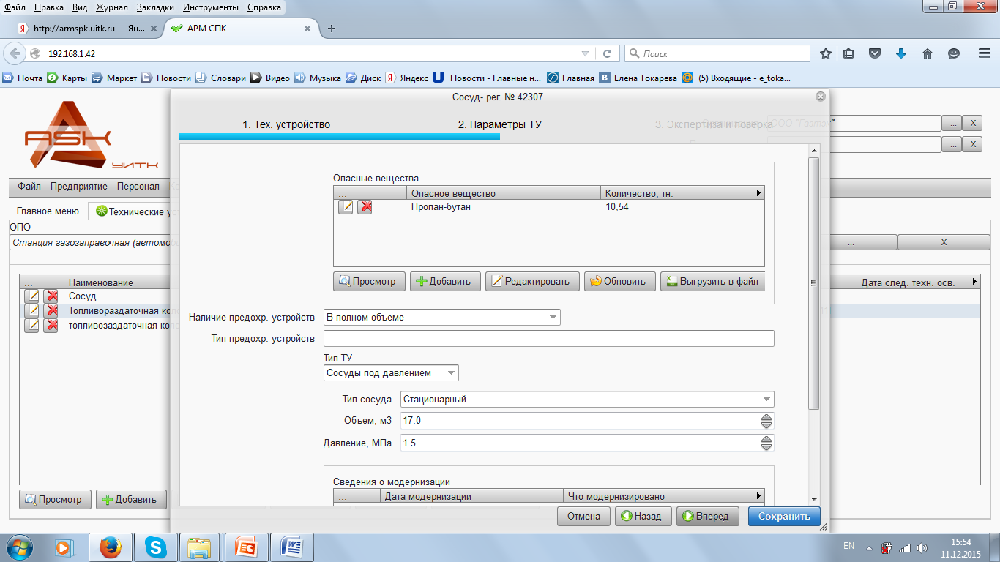 Файл Правка Вид Журнал Закладки Инструменты Справка
http://armspk.uitk.ru — Ян...
АРМ СПК
192.168.1.42
Поиск
Почта Карты Маркет Новости Словари Видео Музыка Диск Яндекс Новости - Главные н... Главная Елена Токарева (5) Входящие - e_toka...
Сосуд- рег. № 42307
1. Тех. устройство
2. Параметры ТУ
3. Экспертиза и поверка
ООО "Газтэк"
... X
... X
ASK
УИТК
Файл Предприятие Персонал
Главное меню
Технические ус
ОПО
Станция газозаправочная (автомоб
... X
... Наименование
Дата след. техн. осв.
Сосуд
Топливораздаточная кол
топливозаздаточная кол
Опасные вещества
... Опасное вещество Количество, тн.
Пропан-бутан 10,54
Просмотр Добавить Редактировать Обновить Выгрузить в файл
Наличие предохр. устройств В полном объеме
Тип предохр. устройств
Тип ТУ
Сосуды под давлением
Тип сосуда Стационарный
Объем, м3 17.0
Давление, МПа 1.5
Сведения о модернизации
... Дата модернизации Что модернизировано
Просмотр Добавить
Отмена Назад Вперед Сохранить
EN
15:54
11.12.2015